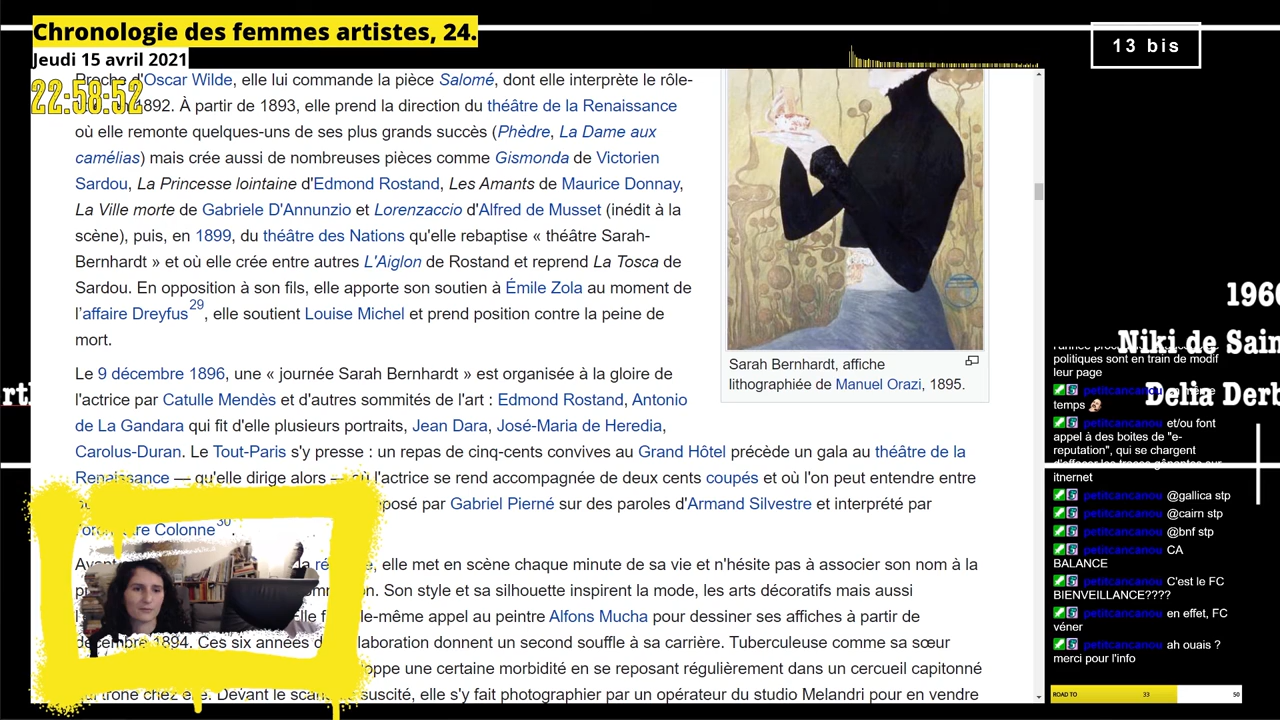 Chronologie des femmes artistes, 24.
Jeudi 15 avril 2021
22:58:52
13 bis
d'Oscar Wilde, elle lui commande la pièce Salomé, dont elle interprète le rôle-
1892. À partir de 1893, elle prend la direction du théâtre de la Renaissance
où elle remonte quelques-uns de ses plus grands succès (Phèdre, La Dame aux
camélias) mais crée aussi de nombreuses pièces comme Gismonda de Victorien
Sardou, La Princesse lointaine d'Edmond Rostand, Les Amants de Maurice Donnay,
La Ville morte de Gabriele D'Annunzio et Lorenzaccio d'Alfred de Musset (inédit à la
scène), puis, en 1899, du théâtre des Nations qu'elle rebaptise « théâtre Sarah-
Bernhardt » et où elle crée entre autres L'Aiglon de Rostand et reprend La Tosca de
Sardou. En opposition à son fils, elle apporte son soutien à Émile Zola au moment de
l'affaire Dreyfus29, elle soutient Louise Michel et prend position contre la peine de
mort.
Sarah Bernhardt, affiche
lithographiée de Manuel Orazi, 1895.
Le 9 décembre 1896, une « journée Sarah Bernhardt » est organisée à la gloire de
l'actrice par Catulle Mendès et d'autres sommités de l'art : Edmond Rostand, Antonio
de La Gandara qui fit d'elle plusieurs portraits, Jean Dara, José-Maria de Heredia,
Carolus-Duran. Le Tout-Paris s'y presse : un repas de cinq-cents convives au Grand Hôtel précède un gala au théâtre de la
Renaissance — qu'elle dirige alors — où l'actrice se rend accompagnée de deux cents coupés et où l'on peut entendre entre
posé par Gabriel Pierné sur des paroles d'Armand Silvestre et interprété par
Colonne30.
elle met en scène chaque minute de sa vie et n'hésite pas à associer son nom à la
Son style et sa silhouette inspirent la mode, les arts décoratifs mais aussi
appel au peintre Alfons Mucha pour dessiner ses affiches à partir de
décembre 1894. Ces six années de collaboration donnent un second souffle à sa carrière. Tuberculeuse comme sa sœur
une certaine morbidité en se reposant régulièrement dans un cercueil capitonné
trône chez elle. Devant le suscité, elle s'y fait photographier par un opérateur du studio Melandri pour en vendre
Niki de Sain
Delia Derb
politiques sont en train de modif
leur page
petitcancanou
temps
petitcancanou et/ou font
appel à des boites de "e-
reputation", qui se chargent
itnernet
petitcancanou @gallica stp
petitcancanou @cairn stp
petitcancanou @bnf stp
petitcancanou CA
BALANCE
petitcancanou C'est le FC
BIENVEILLANCE????
petitcancanou en effet, FC
véner
petitcancanou ah ouais ?
merci pour l'info
ROAD TO 33 50